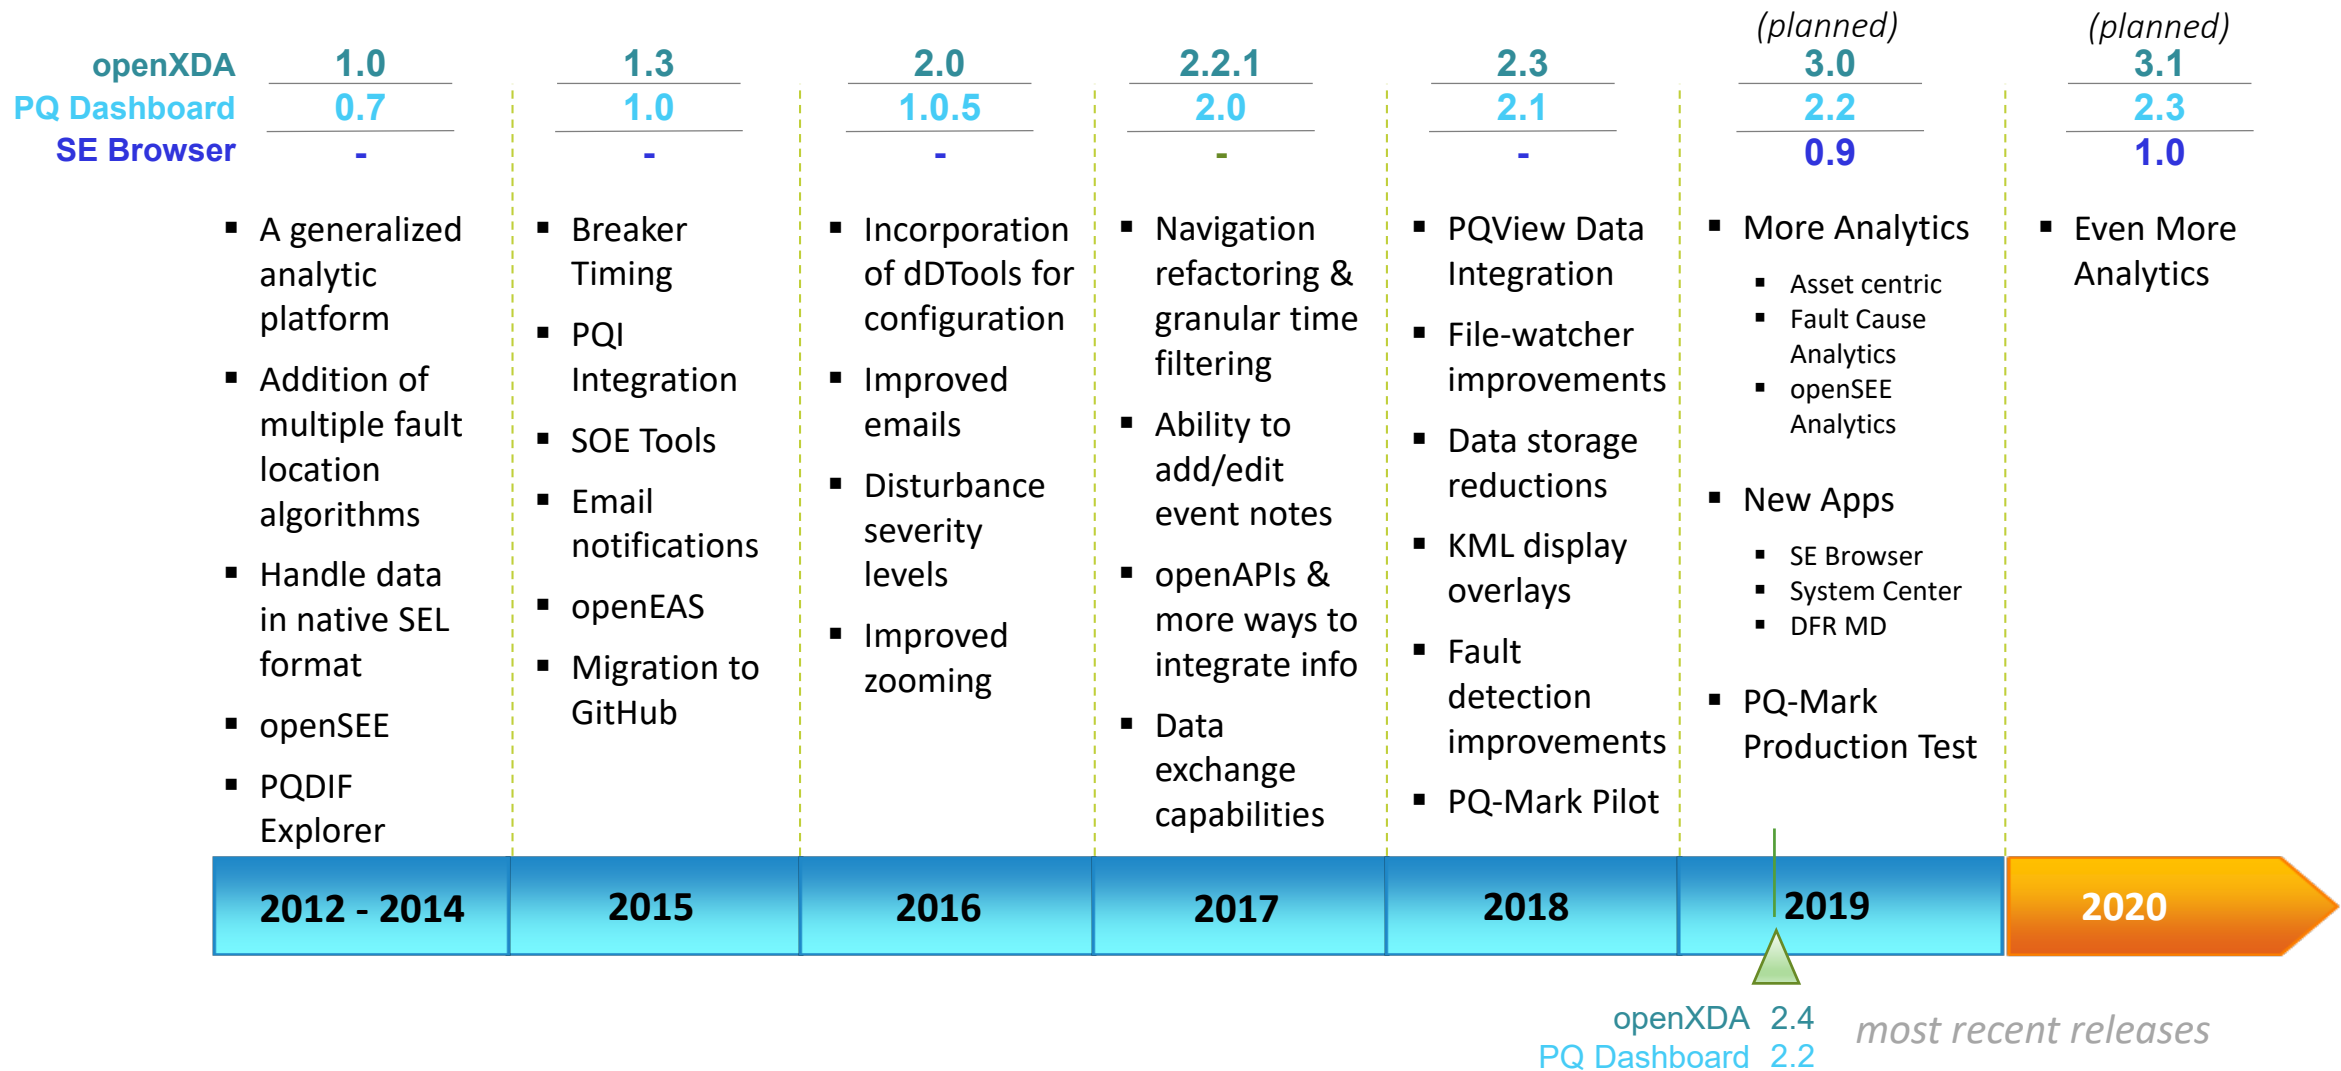 (planned) (planned)
openXDA 1.0 1.3 2.0 2.2.1 2.3 3.0 3.1
PQ Dashboard 0.7 1.0 1.0.5 2.0 2.1 2.2 2.3
SE Browser - - - - - 0.9 1.0
▪ A generalized
analytic
platform
▪ Addition of
multiple fault
location
algorithms
▪ Handle data
in native SEL
format
▪ openSEE
▪ PQDIF
Explorer
▪ Breaker
Timing
▪ PQI
Integration
▪ SOE Tools
▪ Email
notifications
▪ openEAS
▪ Migration to
GitHub
▪ Incorporation
of dDTools for
configuration
▪ Improved
emails
▪ Disturbance
severity
levels
▪ Improved
zooming
▪ Navigation
refactoring &
granular time
filtering
▪ Ability to
add/edit
event notes
▪ openAPIs &
more ways to
integrate info
▪ Data
exchange
capabilities
▪ PQView Data
Integration
▪ File-watcher
improvements
▪ Data storage
reductions
▪ KML display
overlays
▪ Fault
detection
improvements
▪ PQ-Mark Pilot
▪ More Analytics
▪ Asset centric
▪ Fault Cause
Analytics
▪ openSEE
Analytics
▪ New Apps
▪ SE Browser
▪ System Center
▪ DFR MD
▪ PQ-Mark
Production Test
▪ Even More
Analytics
2012 - 2014 2015 2016 2017 2018 2019 2020
openXDA 2.4
PQ Dashboard 2.2
most recent releases